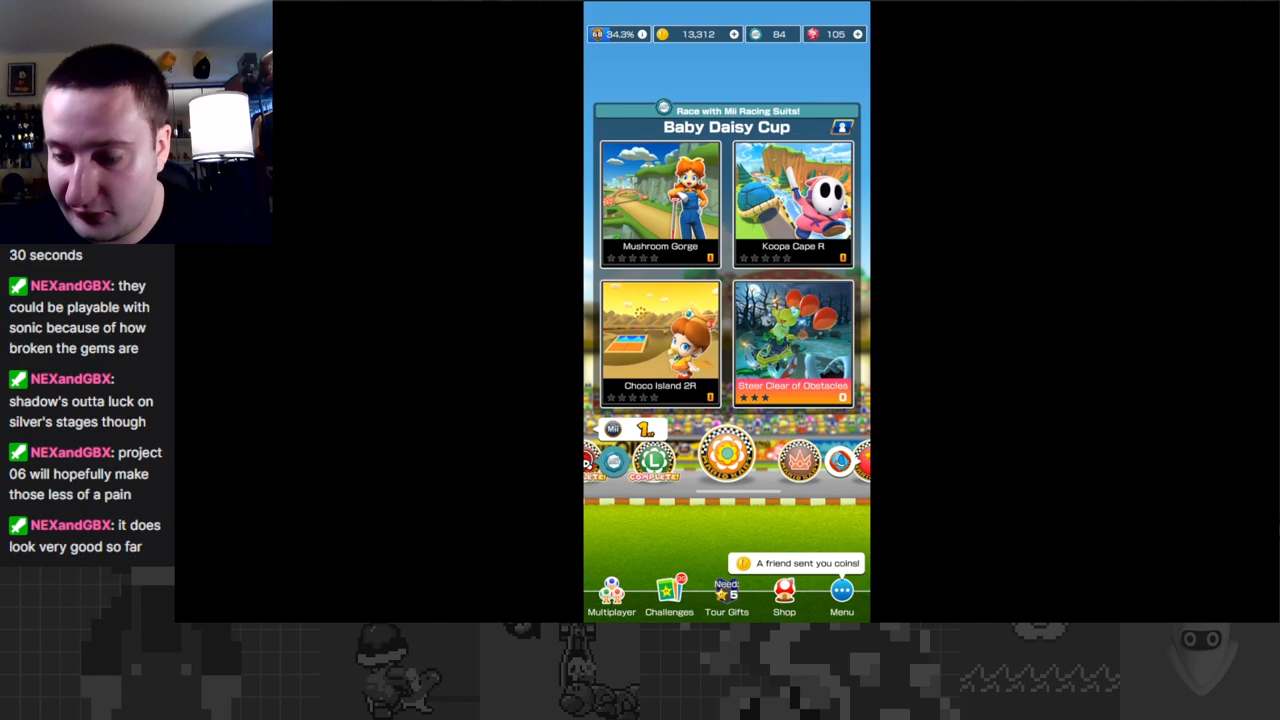 34.3%
13,312
84
105
Race with Mii Racing Suits!
Baby Daisy Cup
Mushroom Gorge
Koopa Cape R
Choco Island 2R
Steer Clear of Obstacles
Mii 1
L
COMPLETE!
A friend sent you coins!
Need:
5
Multiplayer
Challenges
Tour Gifts
Shop
Menu
30 seconds
NEXandGBX: they
could be playable with
sonic because of how
broken the gems are
NEXandGBX:
shadow's outta luck on
silver's stages though
NEXandGBX: project
06 will hopefully make
those less of a pain
NEXandGBX: it does
look very good so far